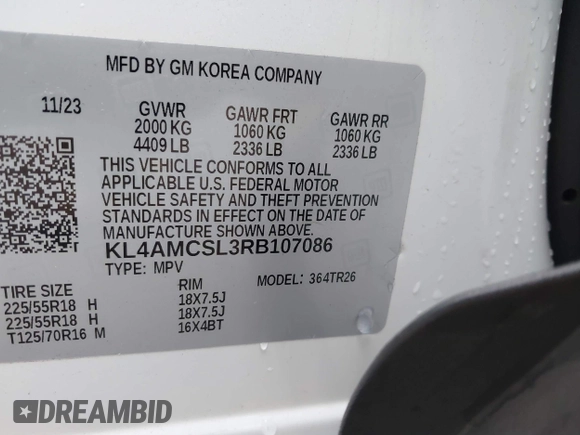 MFD BY GM KOREA COMPANY
11/23 GVWR GAWR FRT GAWR RR
2000 KG 1060 KG 1060 KG
4409 LB 2336 LB 2336 LB
THIS VEHICLE CONFORMS TO ALL
APPLICABLE U.S. FEDERAL MOTOR
VEHICLE SAFETY AND THEFT PREVENTION
STANDARDS IN EFFECT ON THE DATE OF
MANUFACTURE SHOWN ABOVE.
KL4AMCSL3RB107086
TYPE: MPV MODEL: 364TR26
TIRE SIZE RIM
225/55R18 H 18X7.5J
225/55R18 H 18X7.5J
T125/70R16 M 16X4BT
DREAMBID